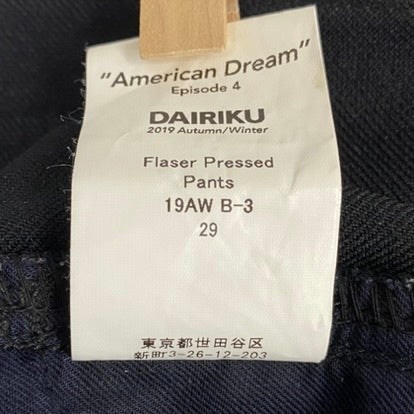 "American Dream"
Episode 4
DAIRIKU
2019 Autumn/Winter
Flaser Pressed
Pants
19AW B-3
29
東京都世田谷区
新町3-26-12-203